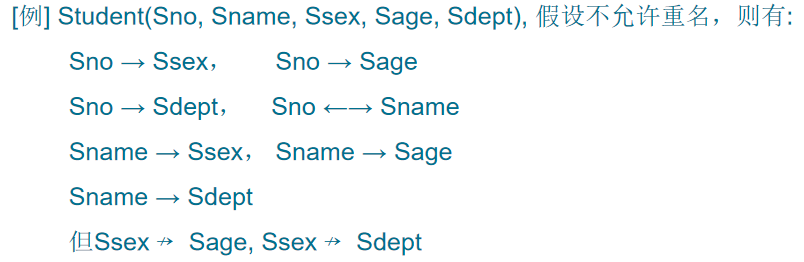 [例] Student(Sno, Sname, Ssex, Sage, Sdept), 假设不允许重名，则有:
Sno → Ssex， Sno → Sage
Sno → Sdept， Sno ←→ Sname
Sname → Ssex， Sname → Sage
Sname → Sdept
但Ssex ↛ Sage, Ssex ↛ Sdept